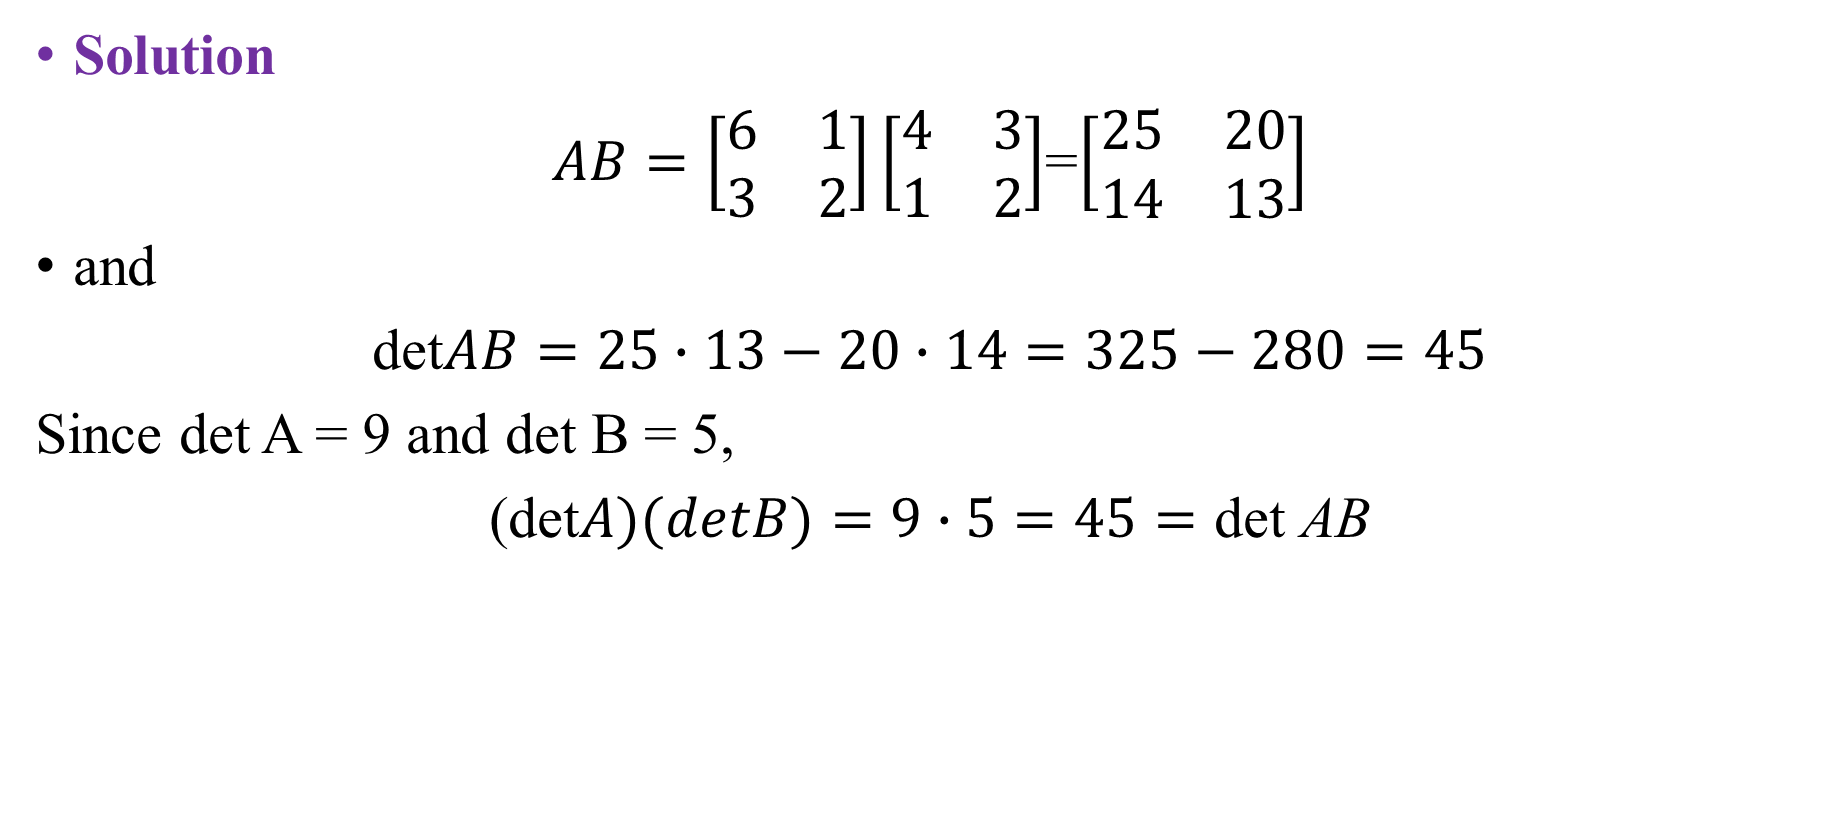 • Solution
𝐴𝐵 = [6 1; 3 2] [4 3; 1 2]=[25 20; 14 13]
• and
det𝐴𝐵 = 25 ⋅ 13 − 20 ⋅ 14 = 325 − 280 = 45
Since det A = 9 and det B = 5,
(det𝐴)(𝑑𝑒𝑡𝐵) = 9 ⋅ 5 = 45 = det 𝐴𝐵